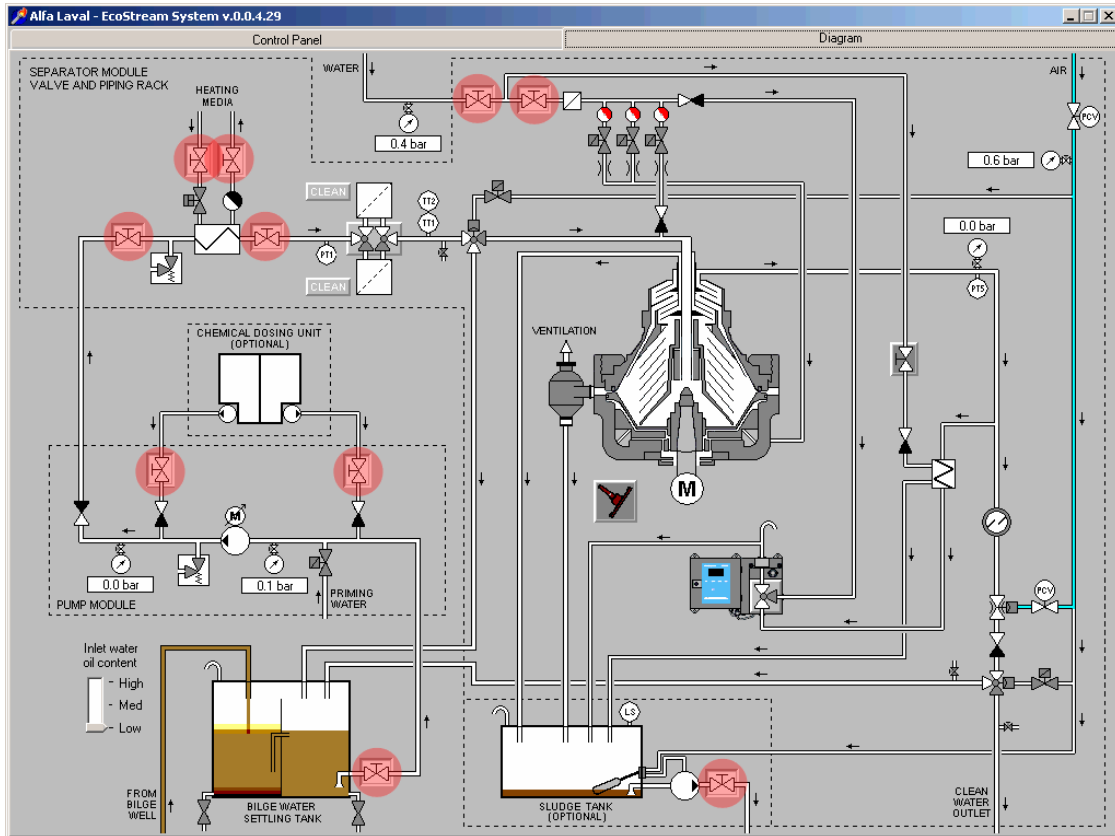 Alfa Laval - EcoStream System v.0.0.4.29
Control Panel
Diagram
SEPARATOR MODULE
VALVE AND PIPING RACK
WATER
AIR
HEATING
MEDIA
PCV
0.4 bar
0.6 bar
CLEAN
TT2
TT1
0.0 bar
PT1
CLEAN
PT5
CHEMICAL DOSING UNIT
(OPTIONAL)
VENTILATION
M
M
0.0 bar
0.1 bar
PRIMING
WATER
PUMP MODULE
PCV
Inlet water
oil content
High
Med
Low
LS
FROM
BILGE
WELL
BILGE WATER
SETTLING TANK
SLUDGE TANK
(OPTIONAL)
CLEAN
WATER
OUTLET